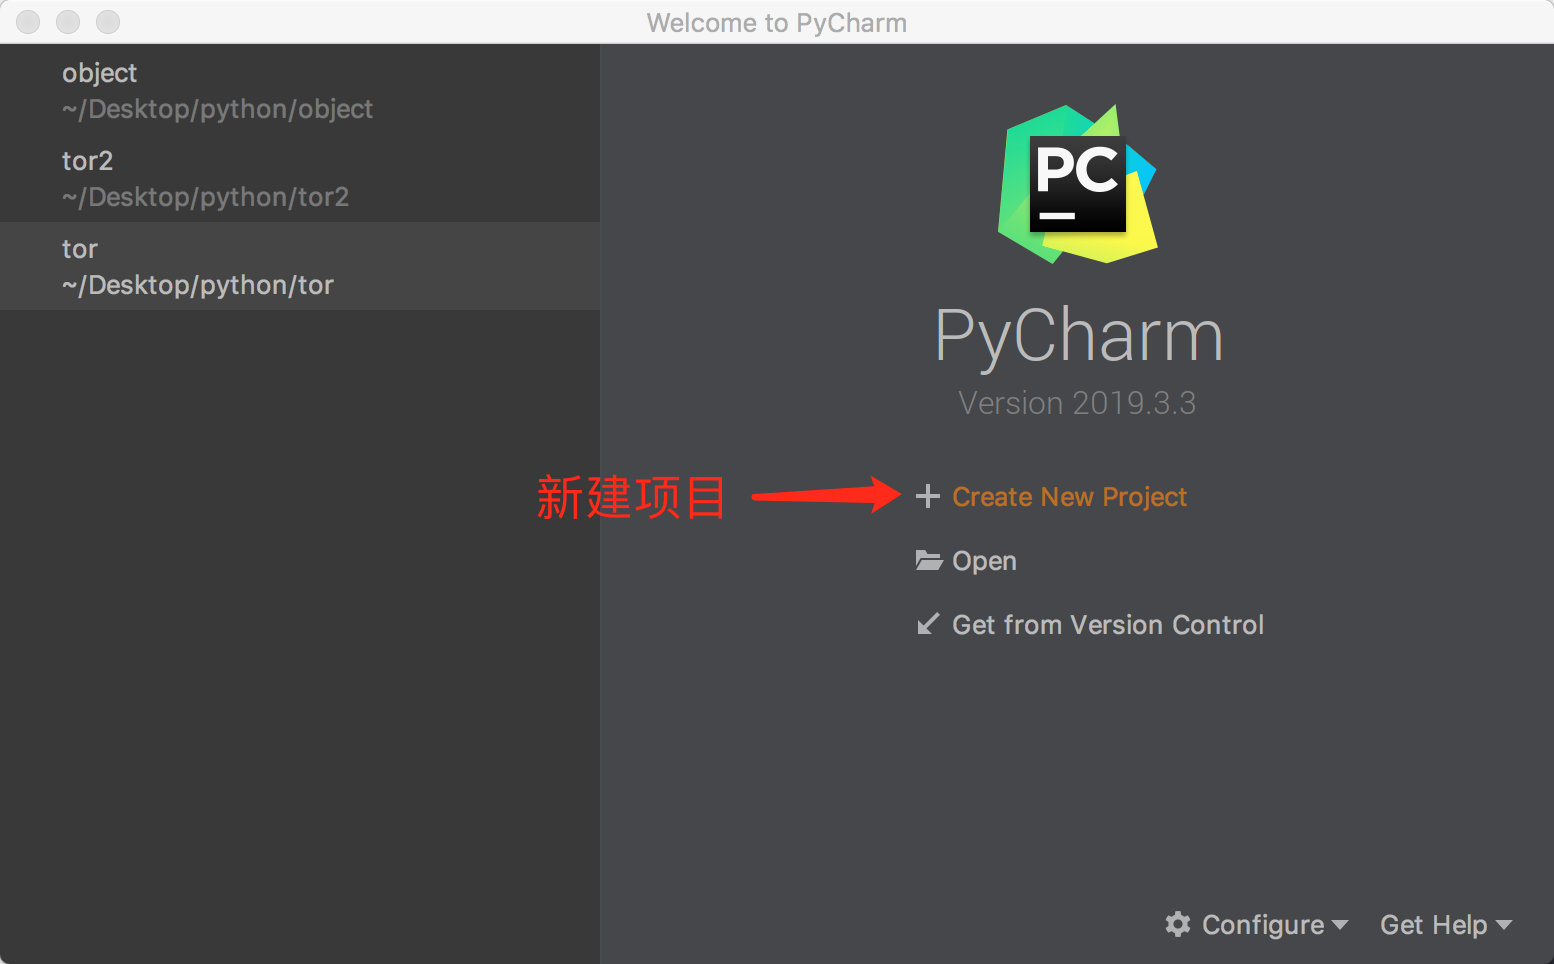 Welcome to PyCharm
object
~/Desktop/python/object
tor2
~/Desktop/python/tor2
tor
~/Desktop/python/tor
PC
PyCharm
Version 2019.3.3
新建项目
Create New Project
Open
Get from Version Control
Configure
Get Help